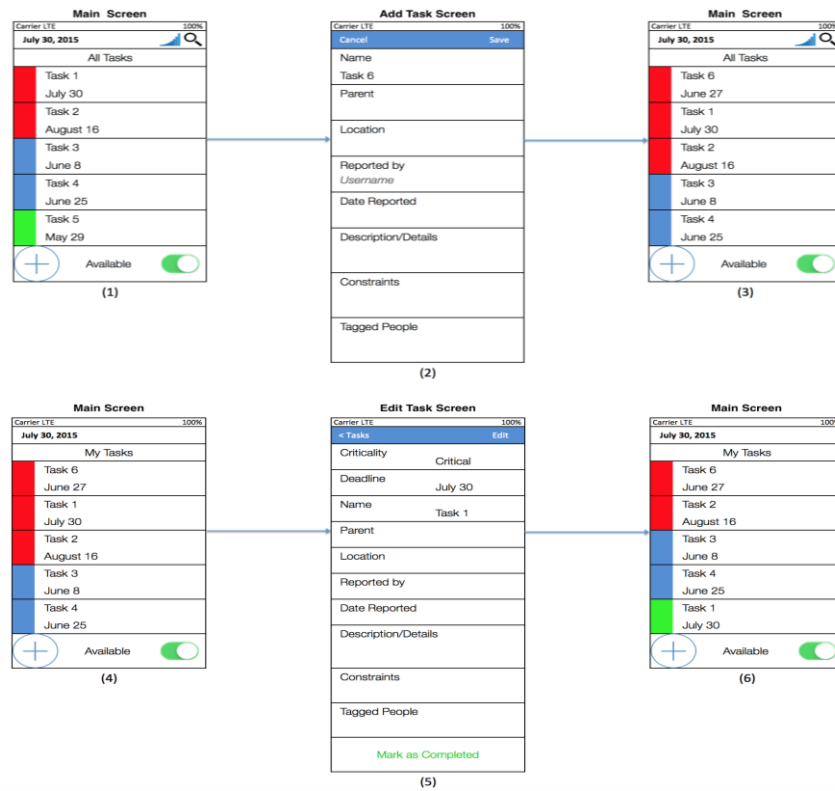 Main Screen
Carrier LTE 100%
July 30, 2015
All Tasks
Task 1
July 30
Task 2
August 16
Task 3
June 8
Task 4
June 25
Task 5
May 29
Available
(1)
Add Task Screen
Carrier LTE 100%
Cancel Save
Name
Task 6
Parent
Location
Reported by
Username
Date Reported
Description/Details
Constraints
Tagged People
(2)
Main Screen
Carrier LTE 100%
July 30, 2015
All Tasks
Task 6
June 27
Task 1
July 30
Task 2
August 16
Task 3
June 8
Task 4
June 25
Available
(3)
Main Screen
Carrier LTE 100%
July 30, 2015
My Tasks
Task 6
June 27
Task 1
July 30
Task 2
August 16
Task 3
June 8
Task 4
June 25
Available
(4)
Edit Task Screen
Carrier LTE 100%
< Tasks Edit
Criticality
Critical
Deadline
July 30
Name
Task 1
Parent
Location
Reported by
Date Reported
Description/Details
Constraints
Tagged People
Mark as Completed
(5)
Main Screen
Carrier LTE 100%
July 30, 2015
My Tasks
Task 6
June 27
Task 2
August 16
Task 3
June 8
Task 4
June 25
Task 1
July 30
Available
(6)